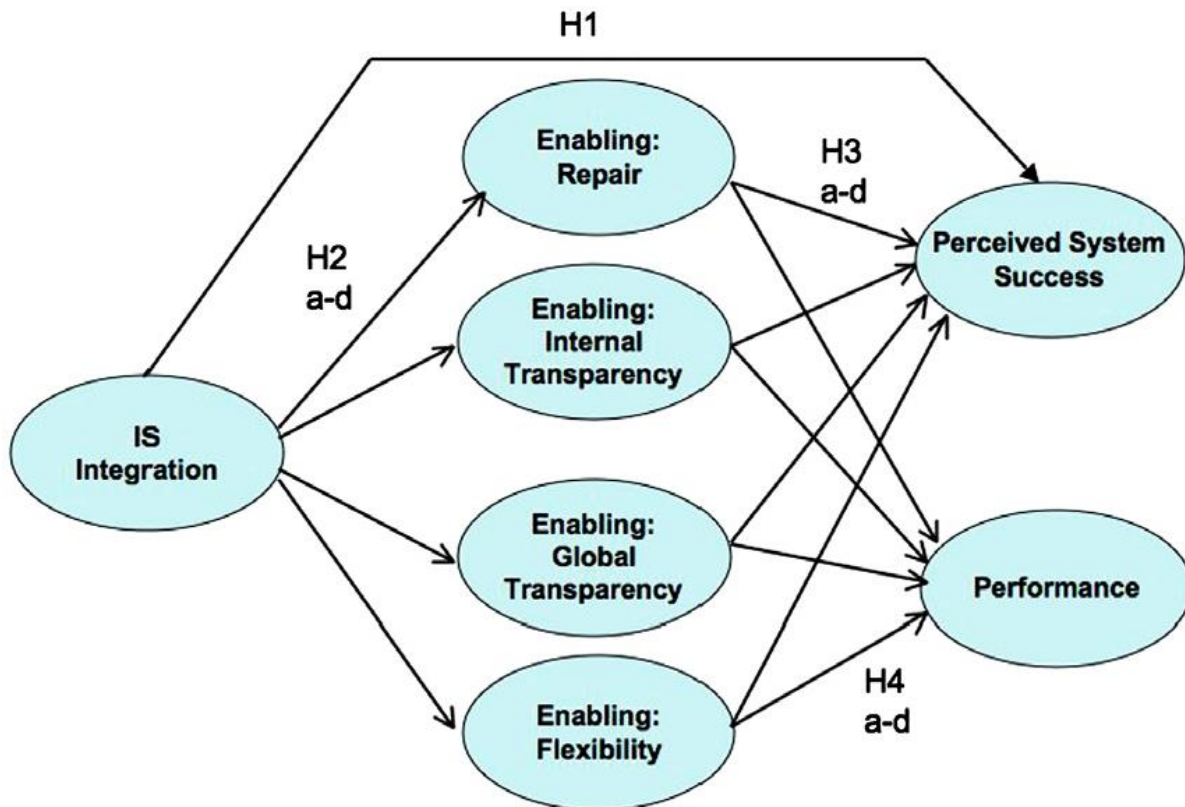 H1
Enabling:
Repair
H3
a-d
Perceived System
Success
H2
a-d
Enabling:
Internal
Transparency
IS
Integration
Enabling:
Global
Transparency
Performance
Enabling:
Flexibility
H4
a-d